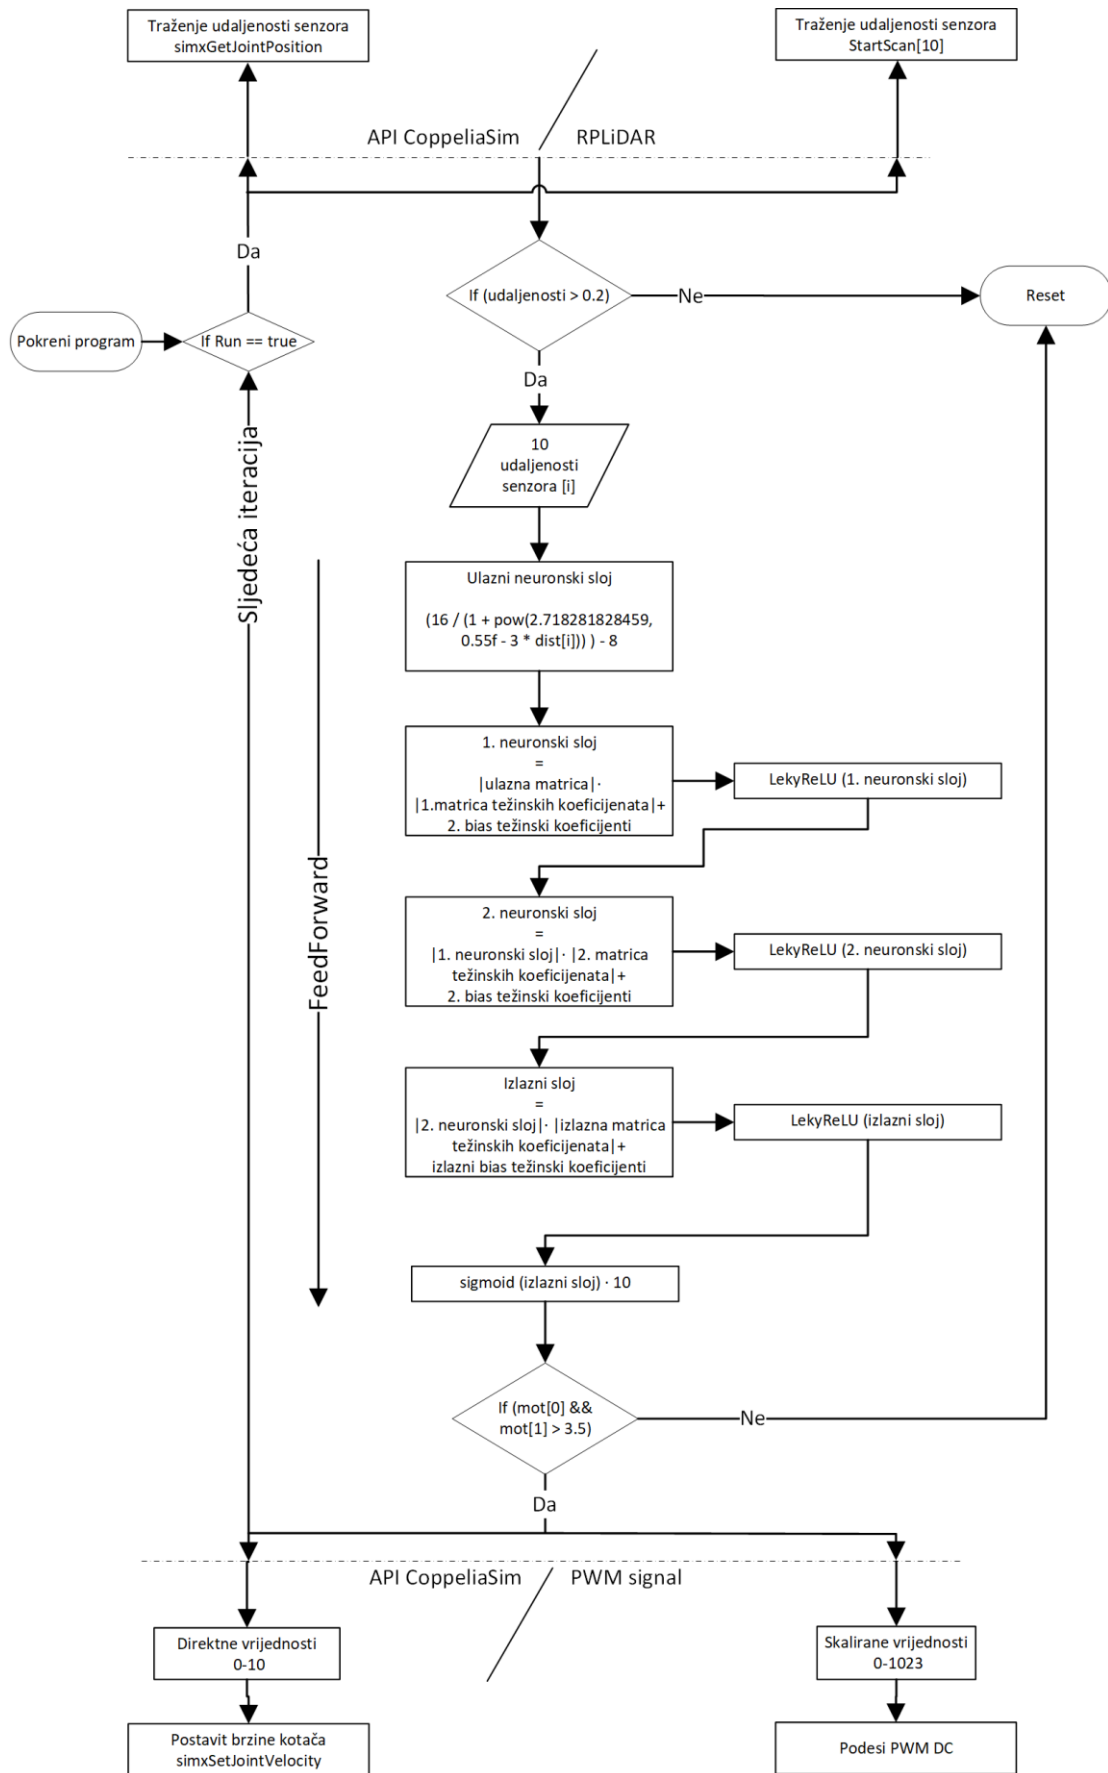 Traženje udaljenosti senzora
simxGetJointPosition
Traženje udaljenosti senzora
StartScan[10]
API CoppeliaSim
RPLiDAR
Da
If (udaljenosti > 0.2)
Ne
Reset
Pokreni program
If Run == true
Da
10
udaljenosti
senzora [i]
Sljedeća iteracija
Ulazni neuronski sloj
(16 / (1 + pow(2.718281828459,
0.55f - 3 * dist[i])) ) - 8
1. neuronski sloj
=
|ulazna matrica|·
|1.matrica težinskih koeficijenata|+
2. bias težinski koeficijenti
LekyReLU (1. neuronski sloj)
FeedForward
2. neuronski sloj
=
|1. neuronski sloj|· |2. matrica
težinskih koeficijenata|+
2. bias težinski koeficijenti
LekyReLU (2. neuronski sloj)
Izlazni sloj
=
|2. neuronski sloj|· |izlazna matrica
težinskih koeficijenata|+
izlazni bias težinski koeficijenti
LekyReLU (izlazni sloj)
sigmoid (izlazni sloj) · 10
If (mot[0] &&
mot[1] > 3.5)
Ne
Da
API CoppeliaSim
PWM signal
Direktne vrijednosti
0-10
Skalirane vrijednosti
0-1023
Postavit brzine kotača
simxSetJointVelocity
Podesi PWM DC